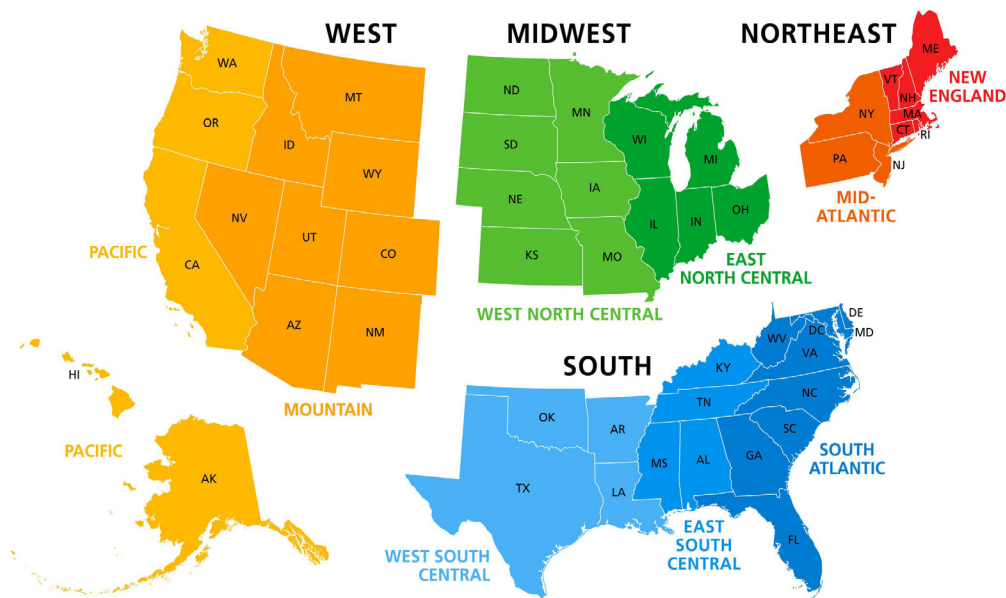 WEST
WA
MT
OR
ID
WY
NV
UT
CO
CA
AZ
NM
PACIFIC
MOUNTAIN
HI
PACIFIC
AK
MIDWEST
ND
MN
SD
WI
MI
NE
IA
IL
IN
OH
KS
MO
EAST
NORTH CENTRAL
WEST NORTH CENTRAL
NORTHEAST
ME
VT
NH
NEW
ENGLAND
NY
MA
CT
RI
PA
NJ
MID-
ATLANTIC
SOUTH
DE
DC
MD
WV
VA
KY
NC
TN
SC
OK
AR
MS
AL
GA
SOUTH
ATLANTIC
TX
LA
FL
WEST SOUTH
CENTRAL
EAST
SOUTH
CENTRAL